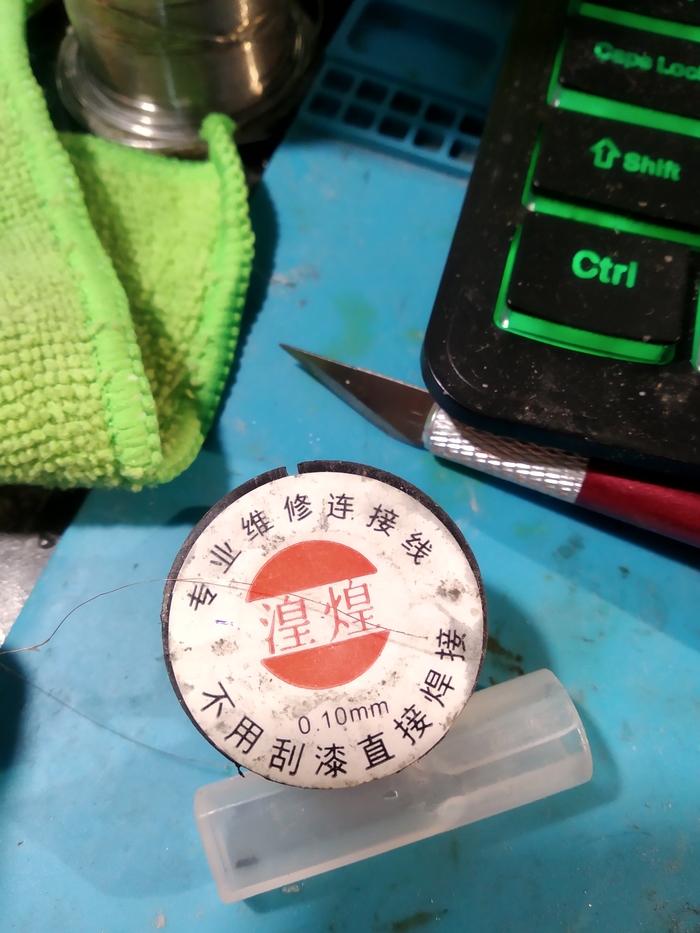 Caps Lock
Shift
Ctrl
专业维修连接线
湟煌
0.10mm
不用刮漆直接焊接